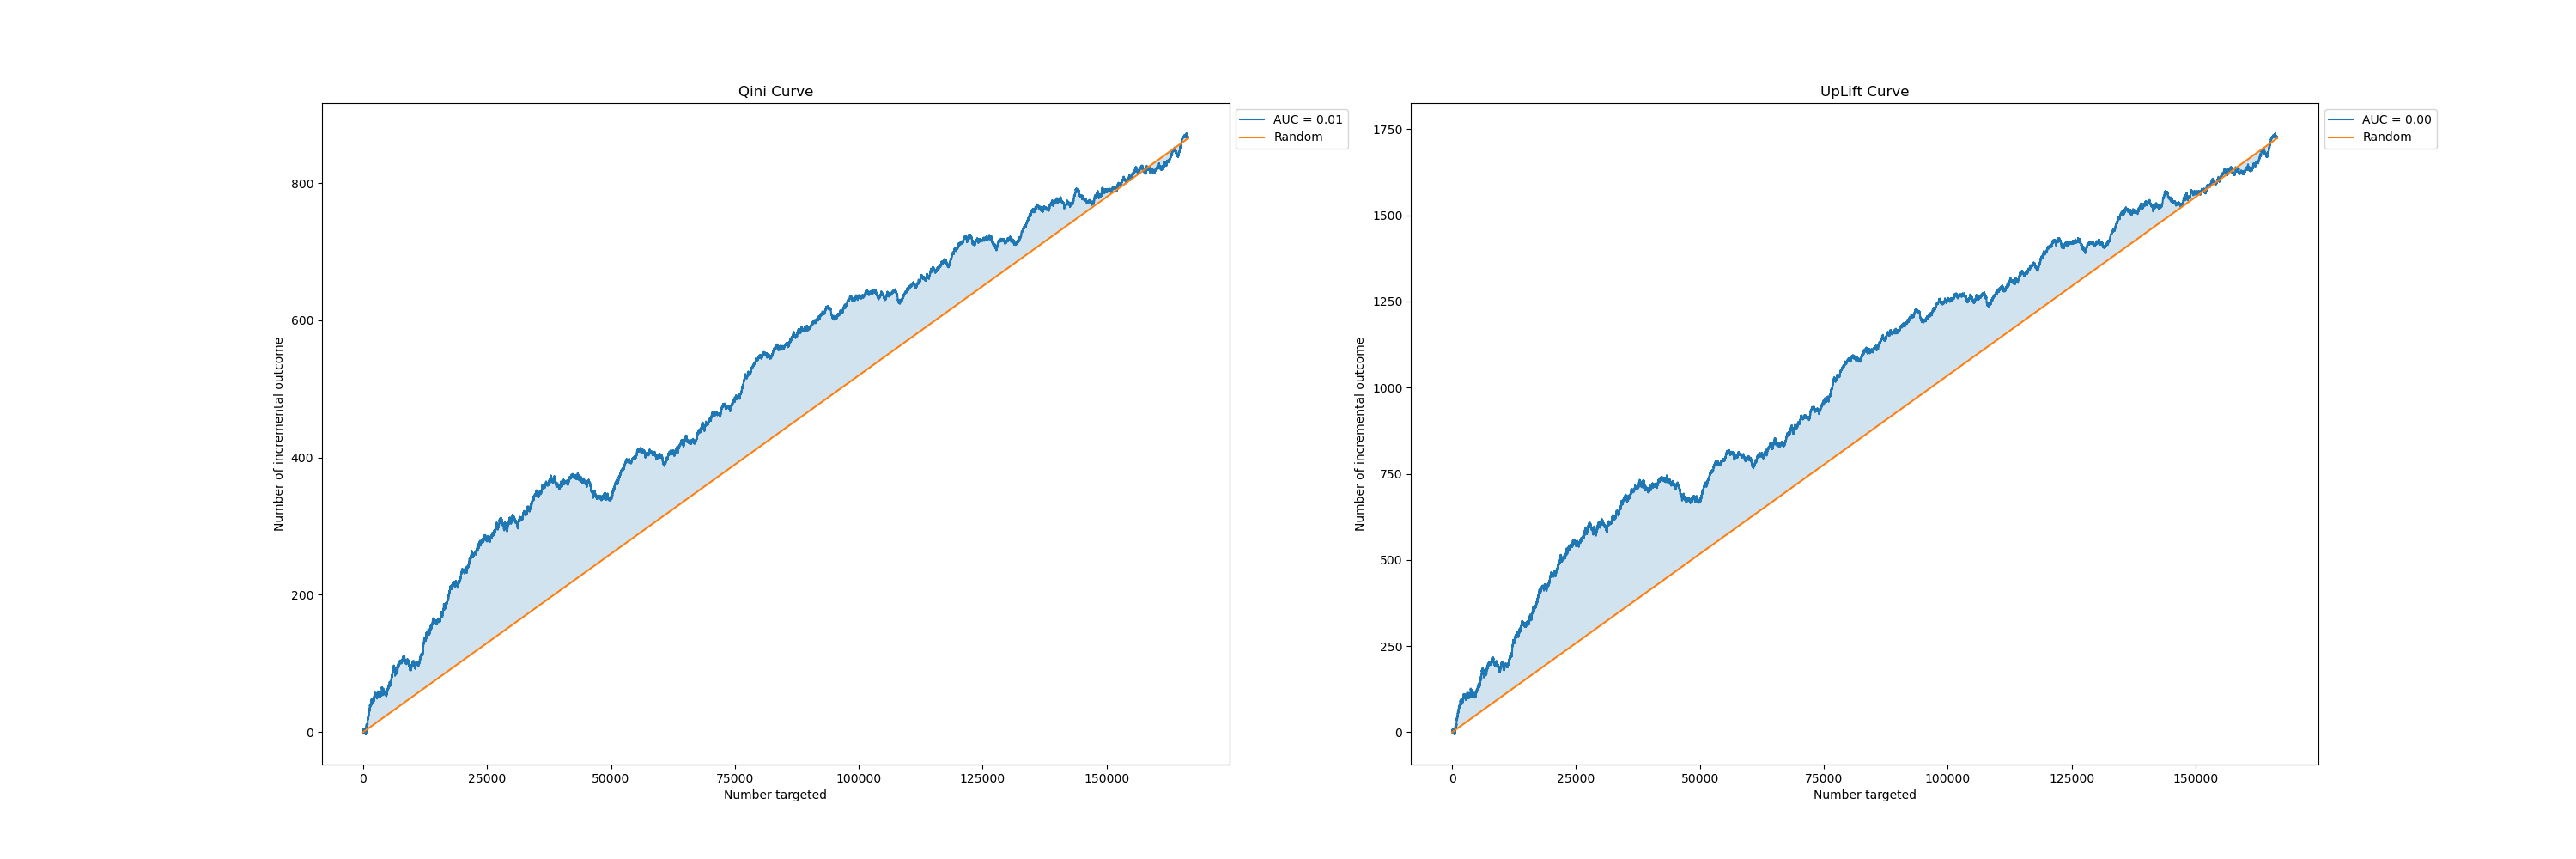 Qini Curve
AUC = 0.01
Random
800
600
400
200
0
Number of incremental outcome
0 25000 50000 75000 100000 125000 150000
Number targeted
UpLift Curve
AUC = 0.00
Random
1750
1500
1250
1000
750
500
250
0
Number of incremental outcome
0 25000 50000 75000 100000 125000 150000
Number targeted